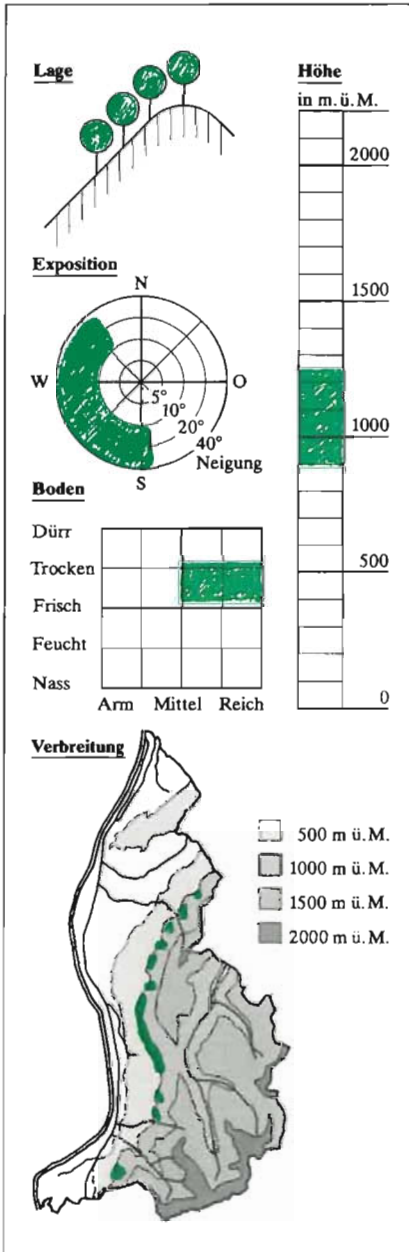 Lage
Höhe
in m. ü. M.
2000
1500
1000
500
0
Exposition
N
W
O
S
5°
10°
20°
40°
Neigung
Boden
Dürr
Trocken
Frisch
Feucht
Nass
Arm Mittel Reich
Verbreitung
500 m ü.M.
1000 m ü.M.
1500 m ü.M.
2000 m ü.M.